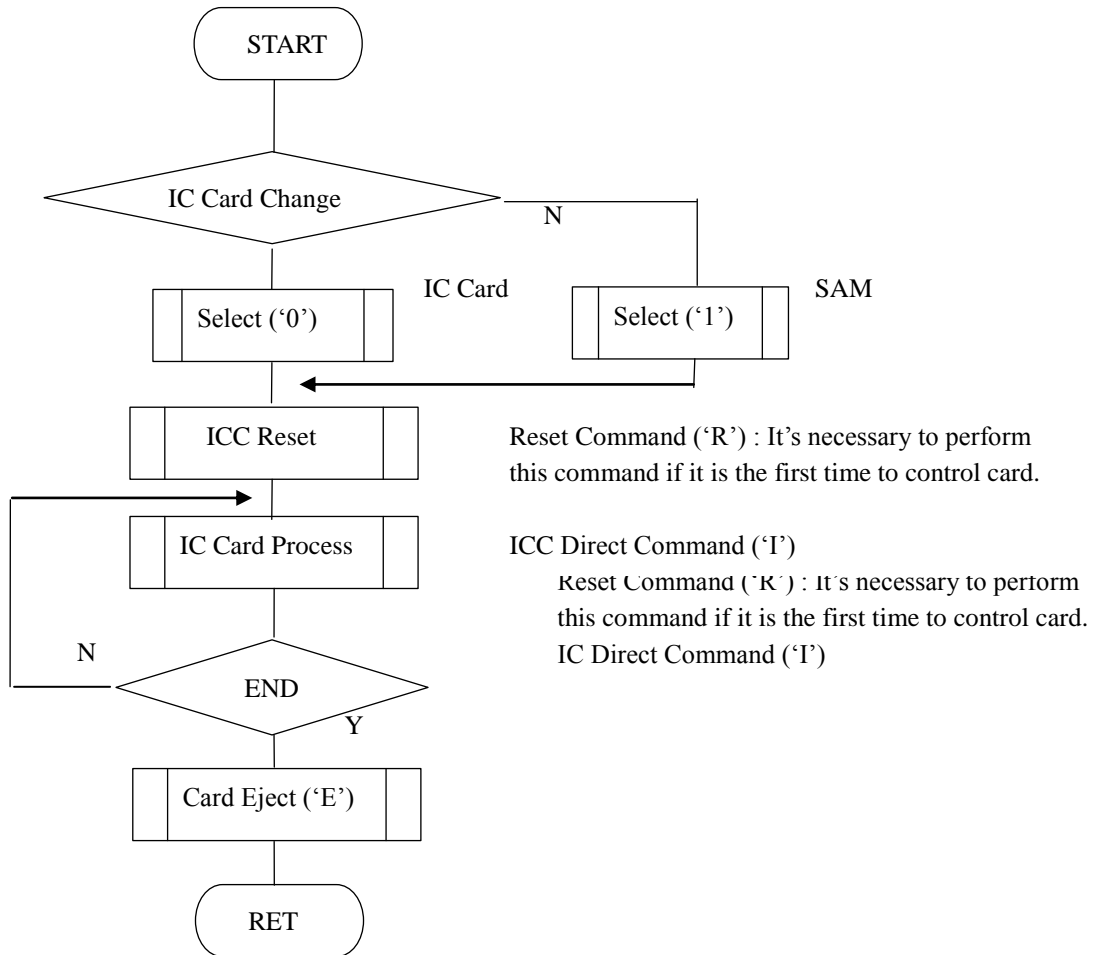 START
IC Card Change
N
IC Card
SAM
Select (‘0’)
Select (‘1’)
ICC Reset
Reset Command (‘R’) : It’s necessary to perform
this command if it is the first time to control card.
IC Card Process
ICC Direct Command (‘I’)
Reset Command (‘R’) : It’s necessary to perform
this command if it is the first time to control card.
N
IC Direct Command (‘I’)
END
Y
Card Eject (‘E’)
RET